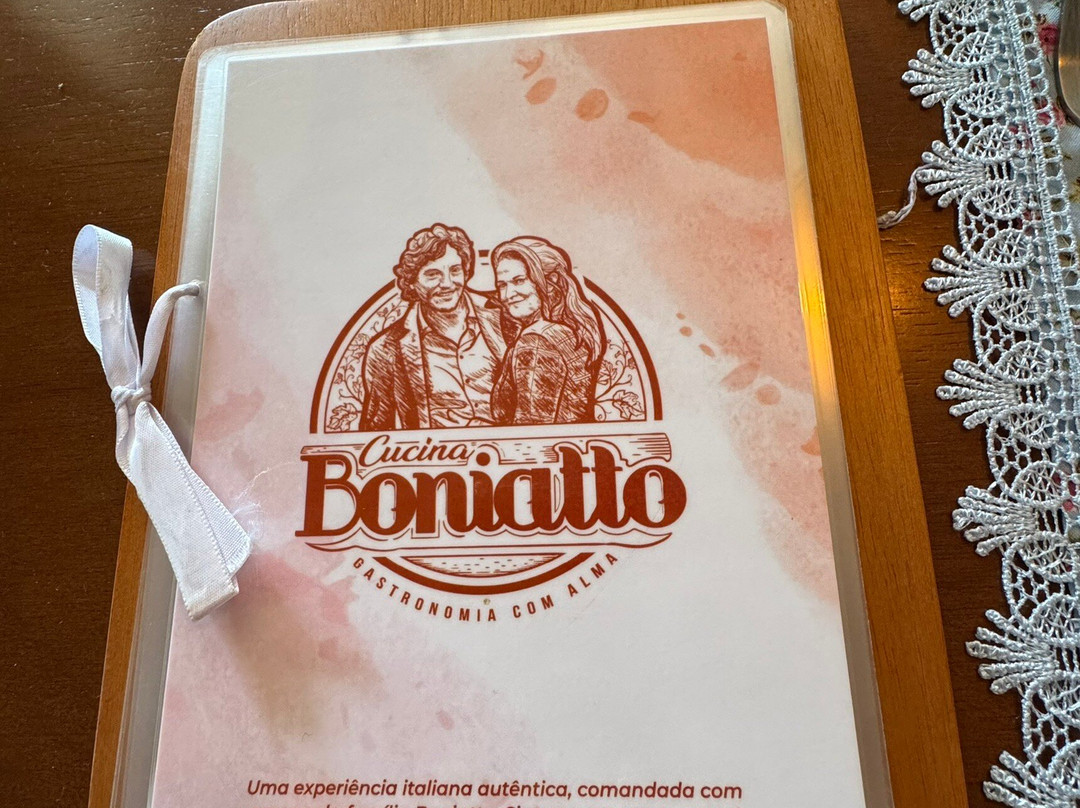 Cucina
Boniatto
GASTRONOMIA COM ALMA
Uma experiência italiana autêntica, comandada com